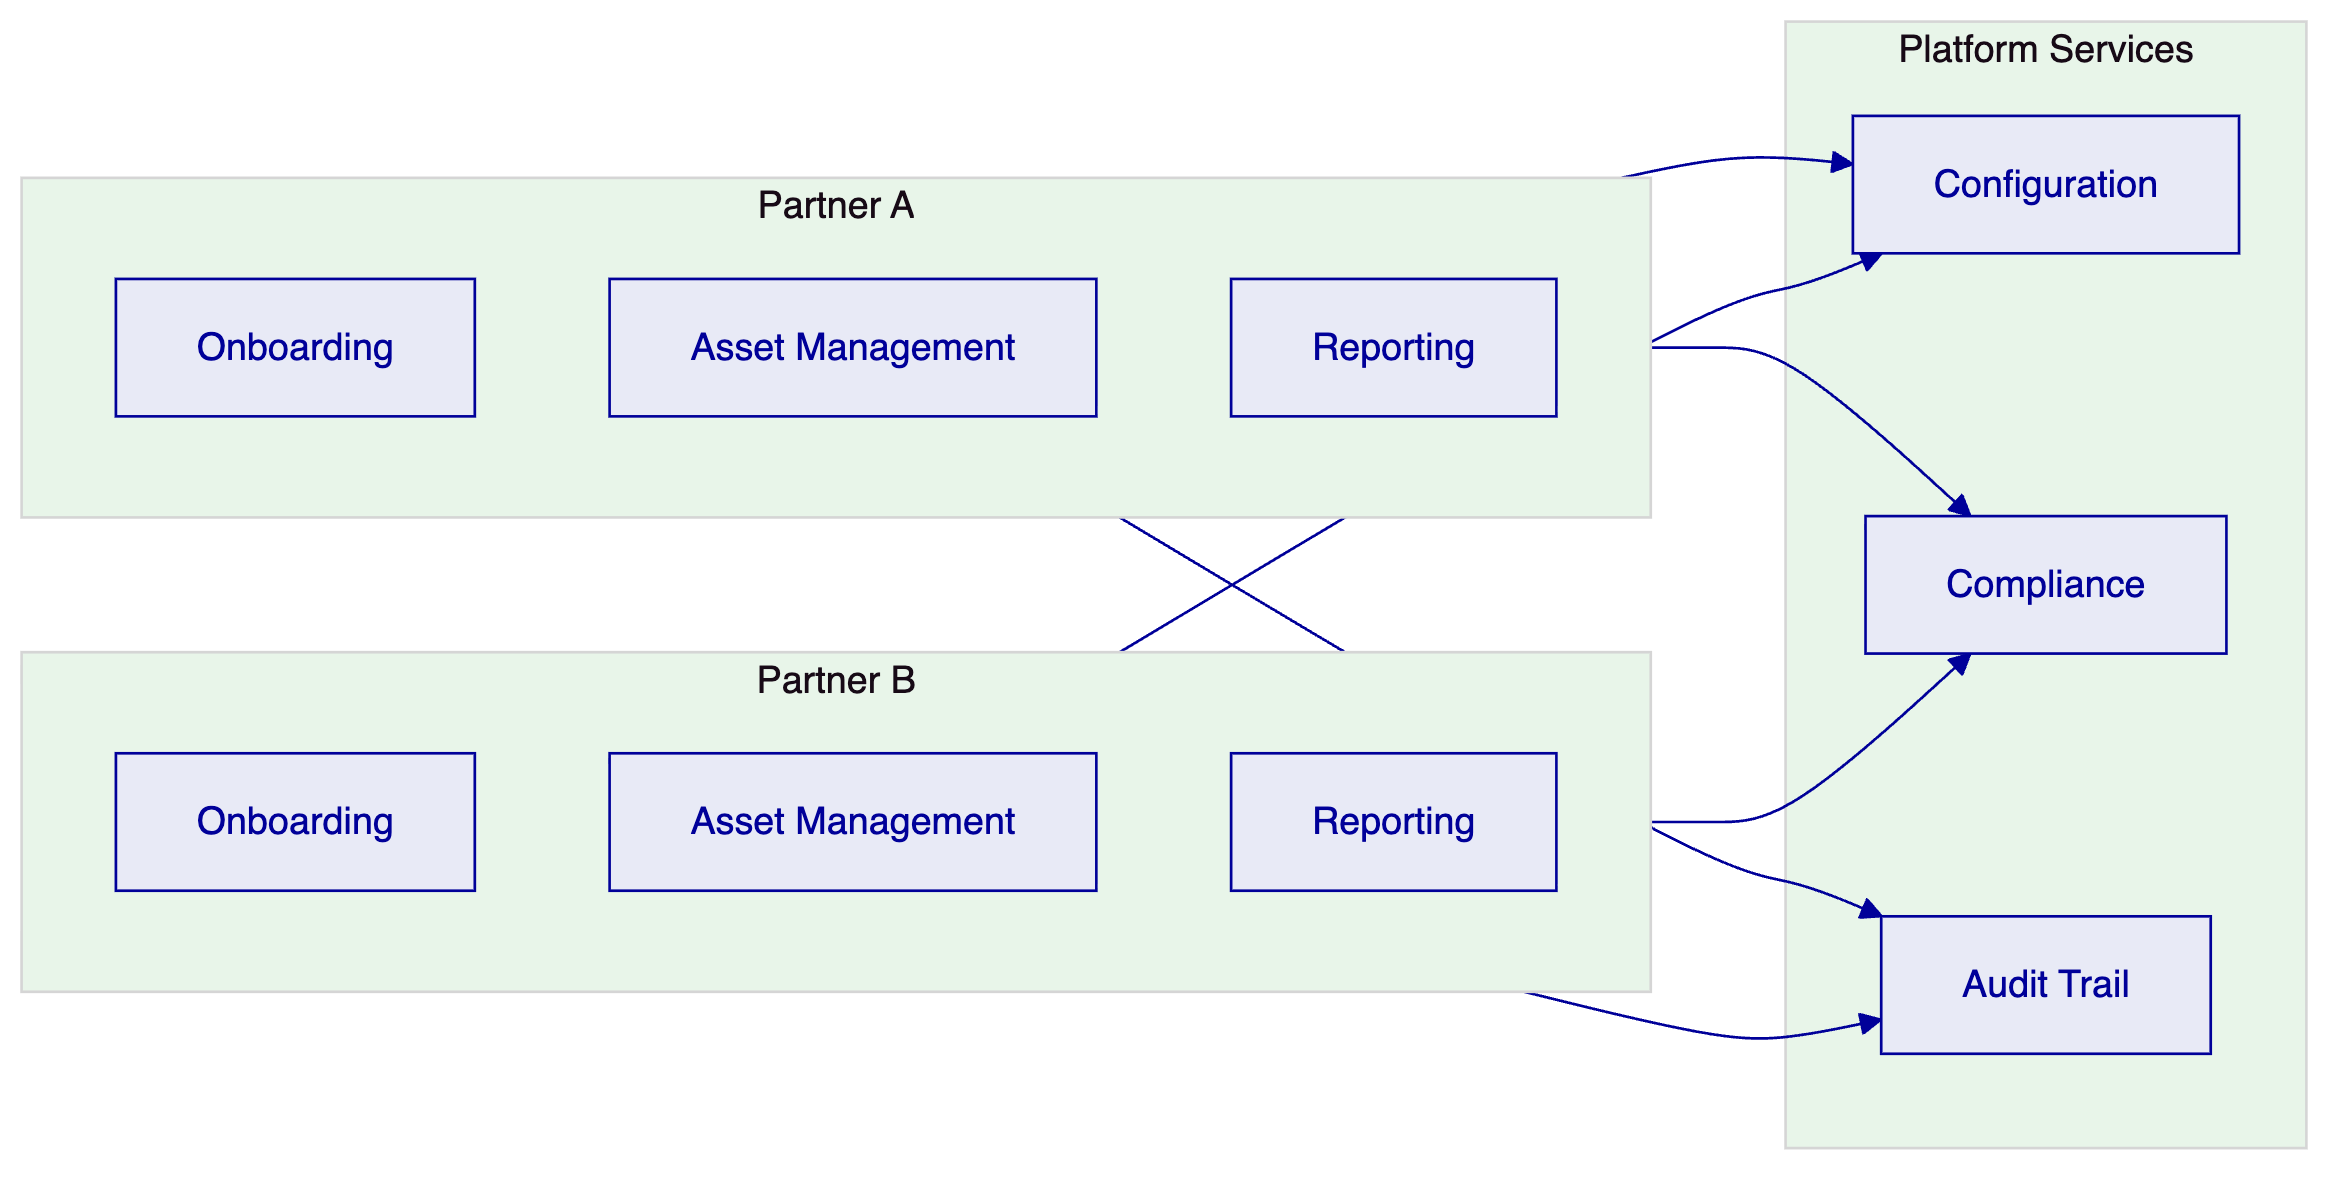 Partner A
Onboarding
Asset Management
Reporting
Partner B
Onboarding
Asset Management
Reporting
Platform Services
Configuration
Compliance
Audit Trail